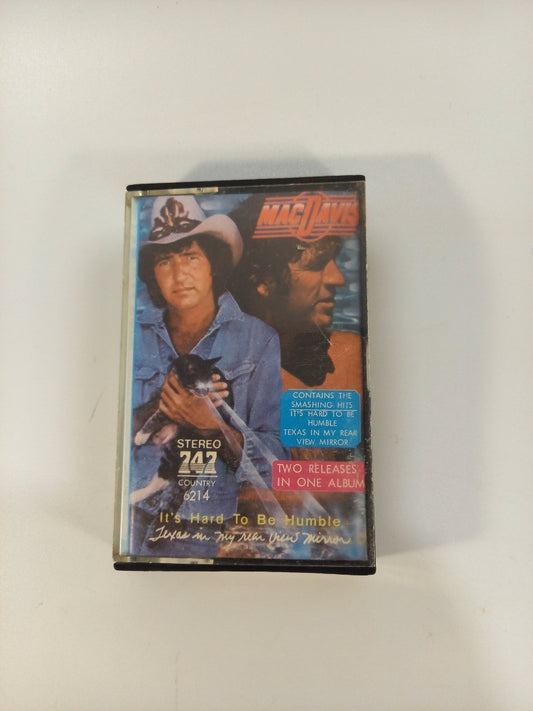 MAC DAVIS
CONTAINS THE
SMASHING HITS
IT'S HARD TO BE
HUMBLE
TEXAS IN MY REAR
VIEW MIRROR
STEREO
747
COUNTRY
6214
TWO RELEASES
IN ONE ALBUM
It's Hard To Be Humble
Texas in my rear view mirror